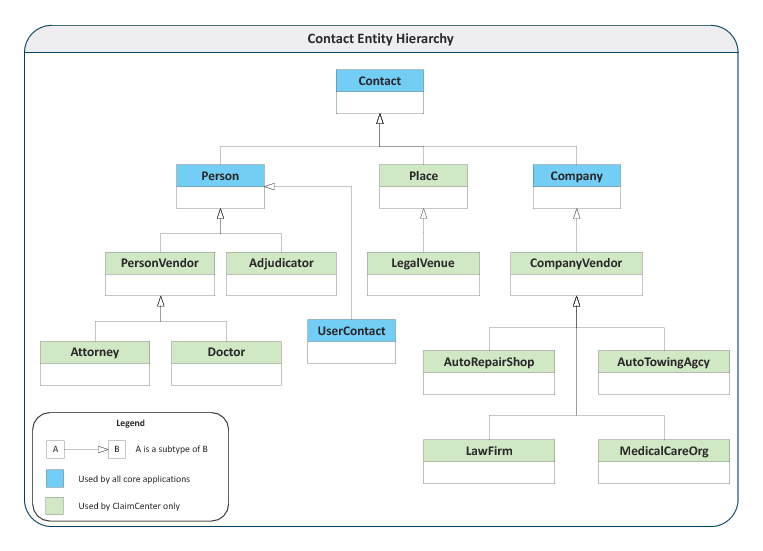 Contact Entity Hierarchy
Contact
Person
Place
Company
PersonVendor
Adjudicator
LegalVenue
CompanyVendor
UserContact
Attorney
Doctor
AutoRepairShop
AutoTowingAgcy
LawFirm
MedicalCareOrg
Legend
A
B
A is a subtype of B
Used by all core applications
Used by ClaimCenter only